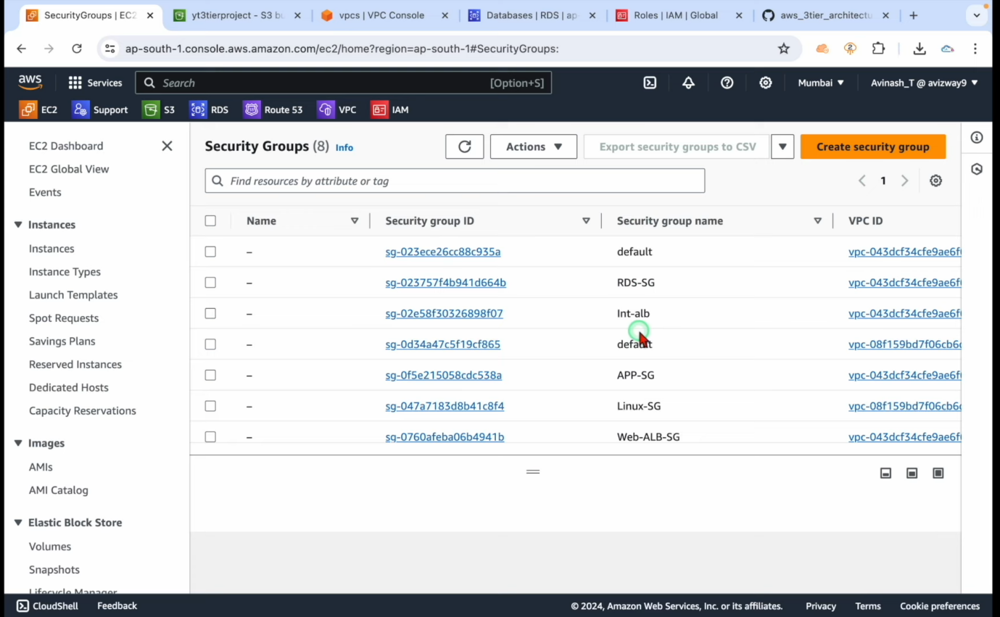 SecurityGroups | EC2
yt3tierproject - S3 bu
vpcs | VPC Console
Databases | RDS | ap-
Roles | IAM | Global
aws_3tier_architectu
ap-south-1.console.aws.amazon.com/ec2/home?region=ap-south-1#SecurityGroups:
aws
Services
Search
[Option+S]
Mumbai
Avinash_T @ avizway9
EC2
Support
S3
RDS
Route 53
VPC
IAM
EC2 Dashboard
EC2 Global View
Events
Instances
Instances
Instance Types
Launch Templates
Spot Requests
Savings Plans
Reserved Instances
Dedicated Hosts
Capacity Reservations
Images
AMIs
AMI Catalog
Elastic Block Store
Volumes
Snapshots
Lifecycle Manager
Security Groups (8) Info
Actions
Export security groups to CSV
Create security group
Find resources by attribute or tag
1
Name Security group ID Security group name VPC ID
– sg-023ece26cc88c935a default vpc-043dcf34cfe9ae6f
– sg-023757f4b941d664b RDS-SG vpc-043dcf34cfe9ae6f
– sg-02e58f30326898f07 Int-alb vpc-043dcf34cfe9ae6f
– sg-0d34a47c5f19cf865 default vpc-08f159bd7f06cb6
– sg-0f5e215058cdc538a APP-SG vpc-043dcf34cfe9ae6f
– sg-047a7183d8b41c8f4 Linux-SG vpc-08f159bd7f06cb6
– sg-0760afeba06b4941b Web-ALB-SG vpc-043dcf34cfe9ae6f
CloudShell
Feedback
© 2024, Amazon Web Services, Inc. or its affiliates.
Privacy
Terms
Cookie preferences